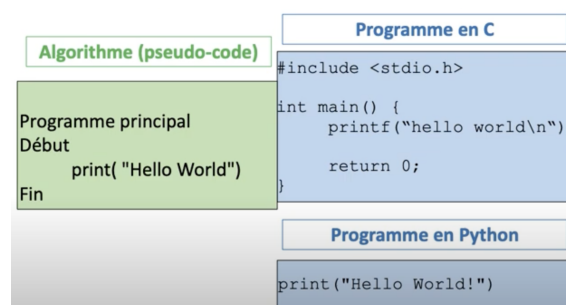 Algorithme (pseudo-code)
Programme principal
Début
print( "Hello World")
Fin
Programme en C
#include <stdio.h>
int main() {
printf(“hello world\n“)
return 0;
}
Programme en Python
print("Hello World!")